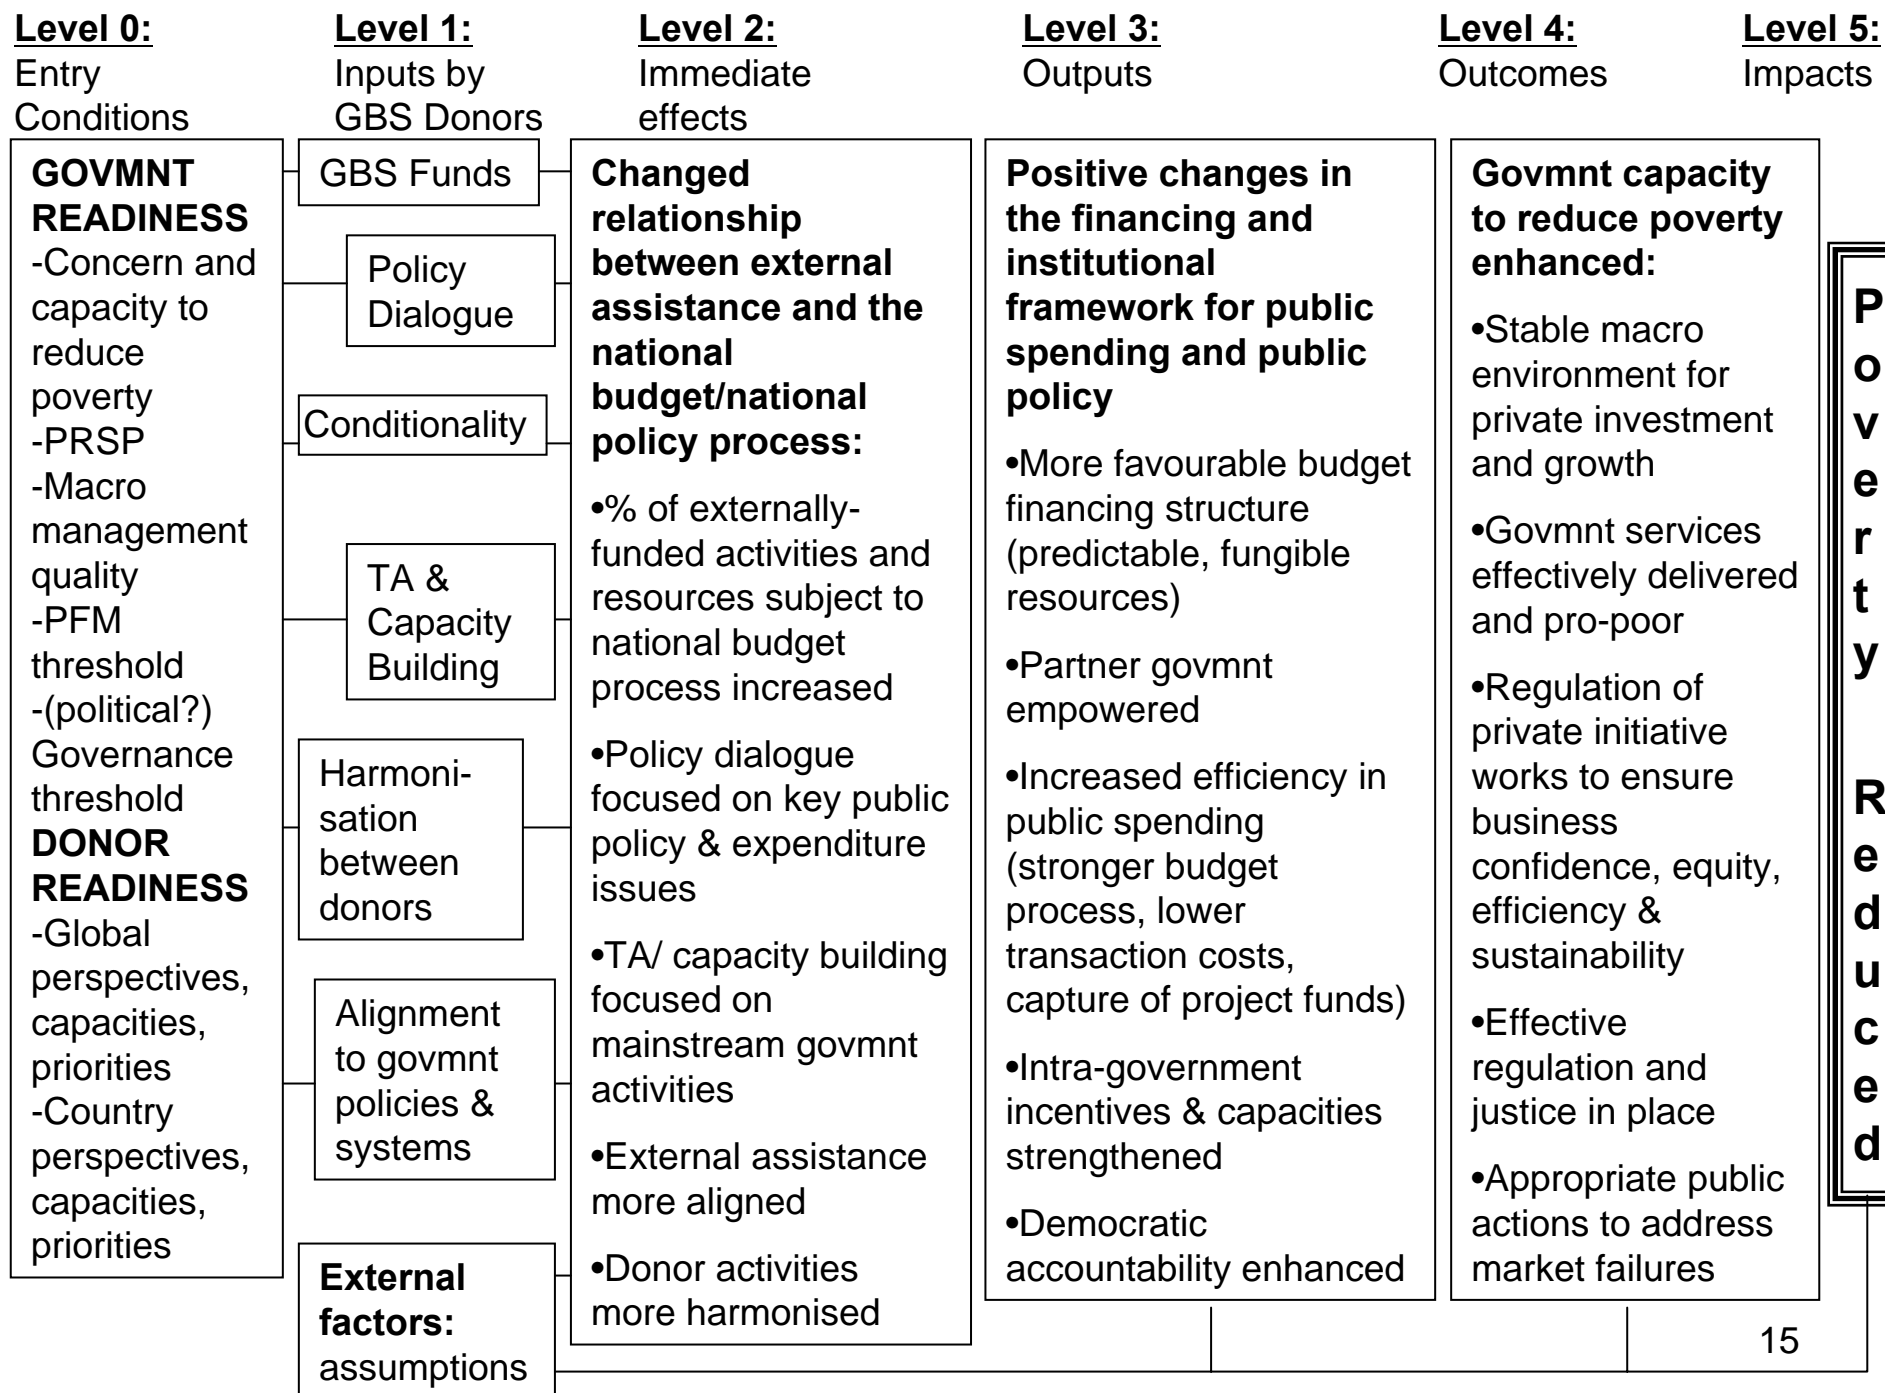 Level 0:
Entry
Conditions
Level 1:
Inputs by
GBS Donors
Level 2:
Immediate
effects
Level 3:
Outputs
Level 4:
Outcomes
Level 5:
Impacts
GOVMNT
READINESS
-Concern and
capacity to
reduce
poverty
-PRSP
-Macro
management
quality
-PFM
threshold
-(political?)
Governance
threshold
DONOR
READINESS
-Global
perspectives,
capacities,
priorities
-Country
perspectives,
capacities,
priorities
GBS Funds
Policy
Dialogue
Conditionality
TA &
Capacity
Building
Harmoni-
sation
between
donors
Alignment
to govmnt
policies &
systems
External
factors:
assumptions
Changed
relationship
between external
assistance and the
national
budget/national
policy process:
•% of externally-
funded activities and
resources subject to
national budget
process increased
•Policy dialogue
focused on key public
policy & expenditure
issues
•TA/ capacity building
focused on
mainstream govmnt
activities
•External assistance
more aligned
•Donor activities
more harmonised
Positive changes in
the financing and
institutional
framework for public
spending and public
policy
•More favourable budget
financing structure
(predictable, fungible
resources)
•Partner govmnt
empowered
•Increased efficiency in
public spending
(stronger budget
process, lower
transaction costs,
capture of project funds)
•Intra-government
incentives & capacities
strengthened
•Democratic
accountability enhanced
Govmnt capacity
to reduce poverty
enhanced:
•Stable macro
environment for
private investment
and growth
•Govmnt services
effectively delivered
and pro-poor
•Regulation of
private initiative
works to ensure
business
confidence, equity,
efficiency &
sustainability
•Effective
regulation and
justice in place
•Appropriate public
actions to address
market failures
P
o
v
e
r
t
y
R
e
d
u
c
e
d
15